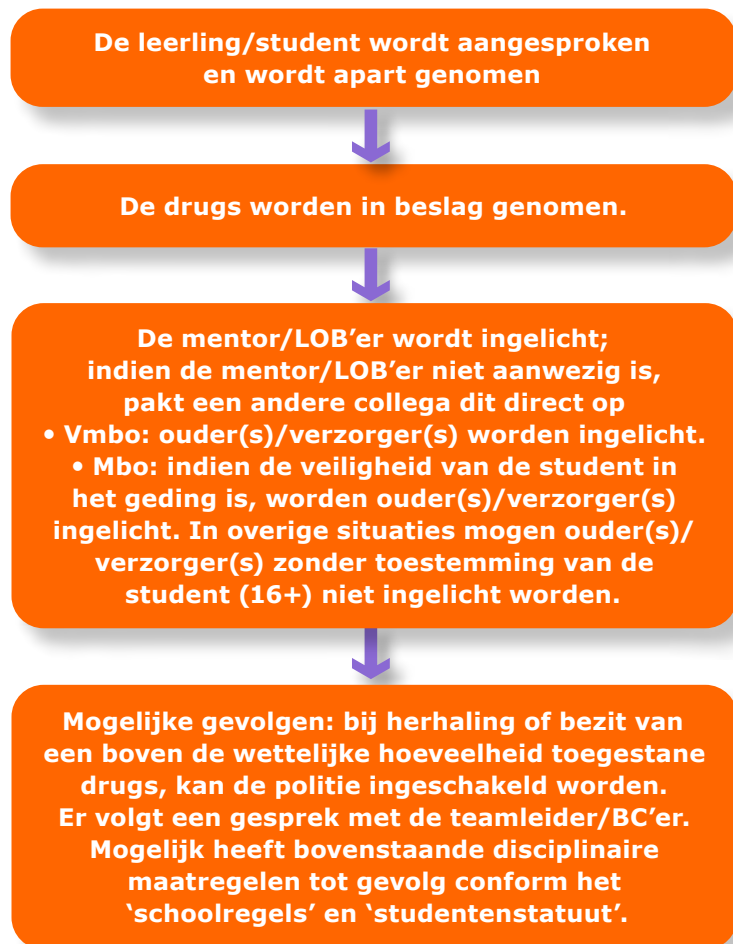 De leerling/student wordt aangesproken
en wordt apart genomen
De drugs worden in beslag genomen.
De mentor/LOB’er wordt ingelicht;
indien de mentor/LOB’er niet aanwezig is,
pakt een andere collega dit direct op
• Vmbo: ouder(s)/verzorger(s) worden ingelicht.
• Mbo: indien de veiligheid van de student in
het geding is, worden ouder(s)/verzorger(s)
ingelicht. In overige situaties mogen ouder(s)/
verzorger(s) zonder toestemming van de
student (16+) niet ingelicht worden.
Mogelijke gevolgen: bij herhaling of bezit van
een boven de wettelijke hoeveelheid toegestane
drugs, kan de politie ingeschakeld worden.
Er volgt een gesprek met de teamleider/BC’er.
Mogelijk heeft bovenstaande disciplinaire
maatregelen tot gevolg conform het
‘schoolregels’ en ‘studentenstatuut’.